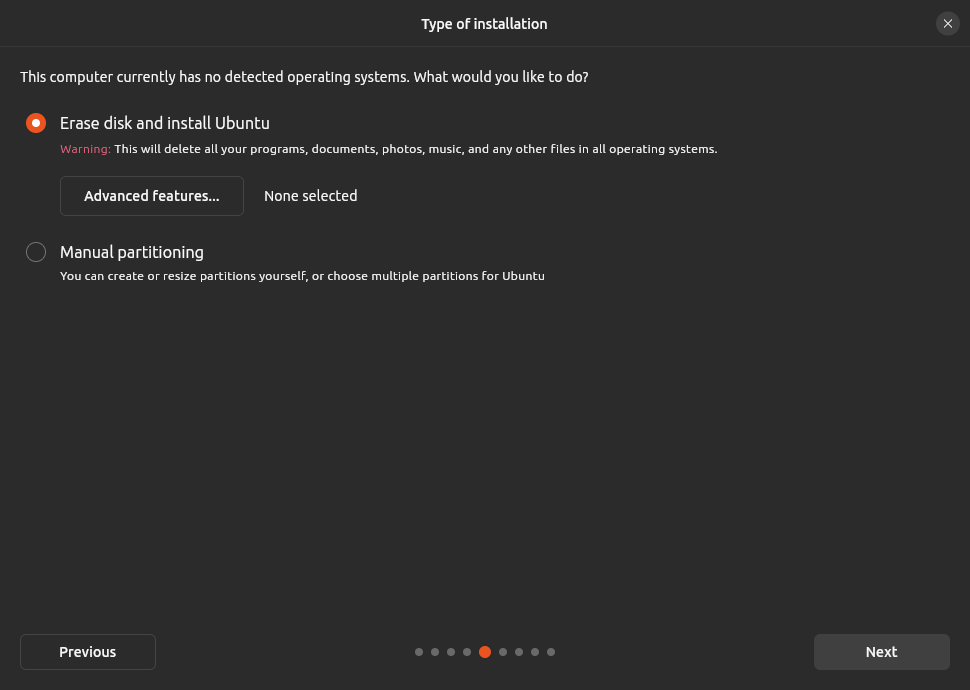 Type of installation
This computer currently has no detected operating systems. What would you like to do?
Erase disk and install Ubuntu
Warning: This will delete all your programs, documents, photos, music, and any other files in all operating systems.
Advanced features... None selected
Manual partitioning
You can create or resize partitions yourself, or choose multiple partitions for Ubuntu
Previous Next